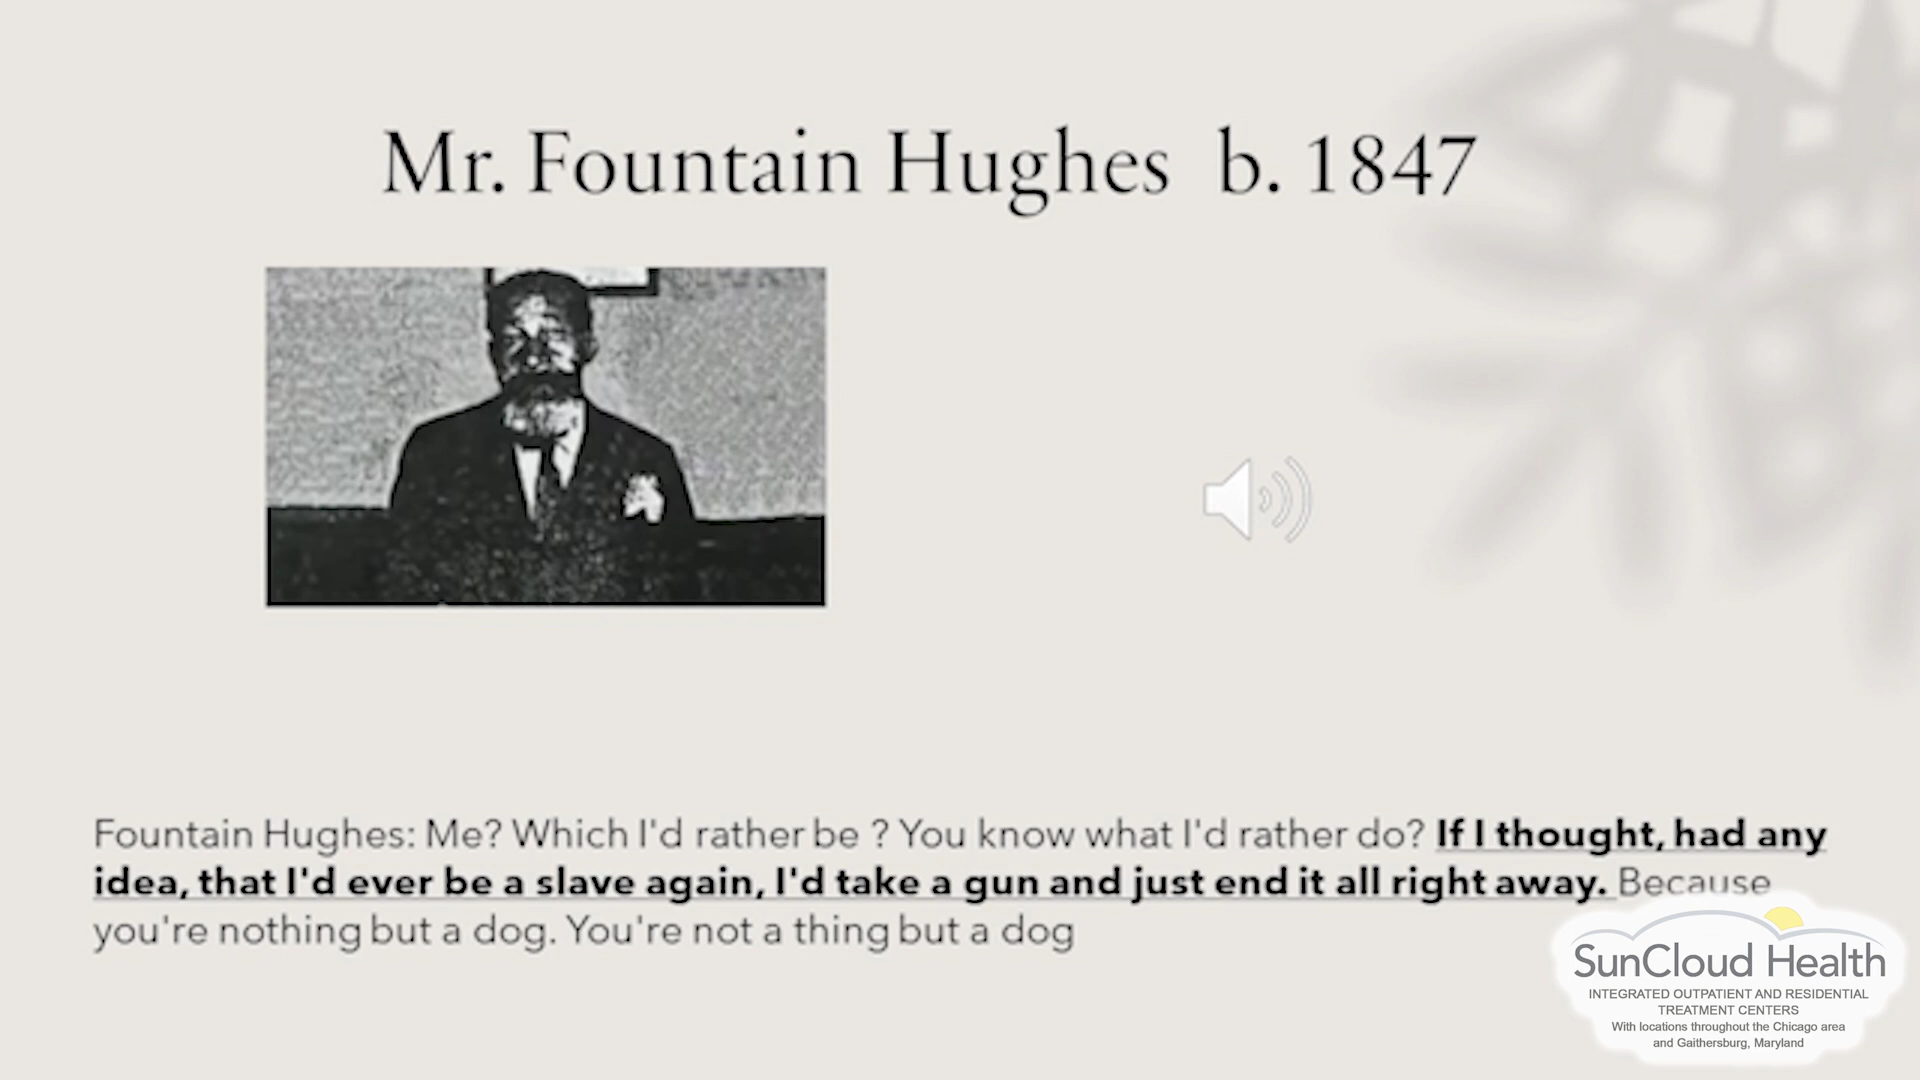 Mr. Fountain Hughes b. 1847
Fountain Hughes: Me? Which I'd rather be ? You know what I'd rather do? If I thought, had any
idea, that I'd ever be a slave again, I'd take a gun and just end it all right away. Because
you're nothing but a dog. You're not a thing but a dog
SunCloud Health
INTEGRATED OUTPATIENT AND RESIDENTIAL
TREATMENT CENTERS
With locations throughout the Chicago area
and Gaithersburg, Maryland